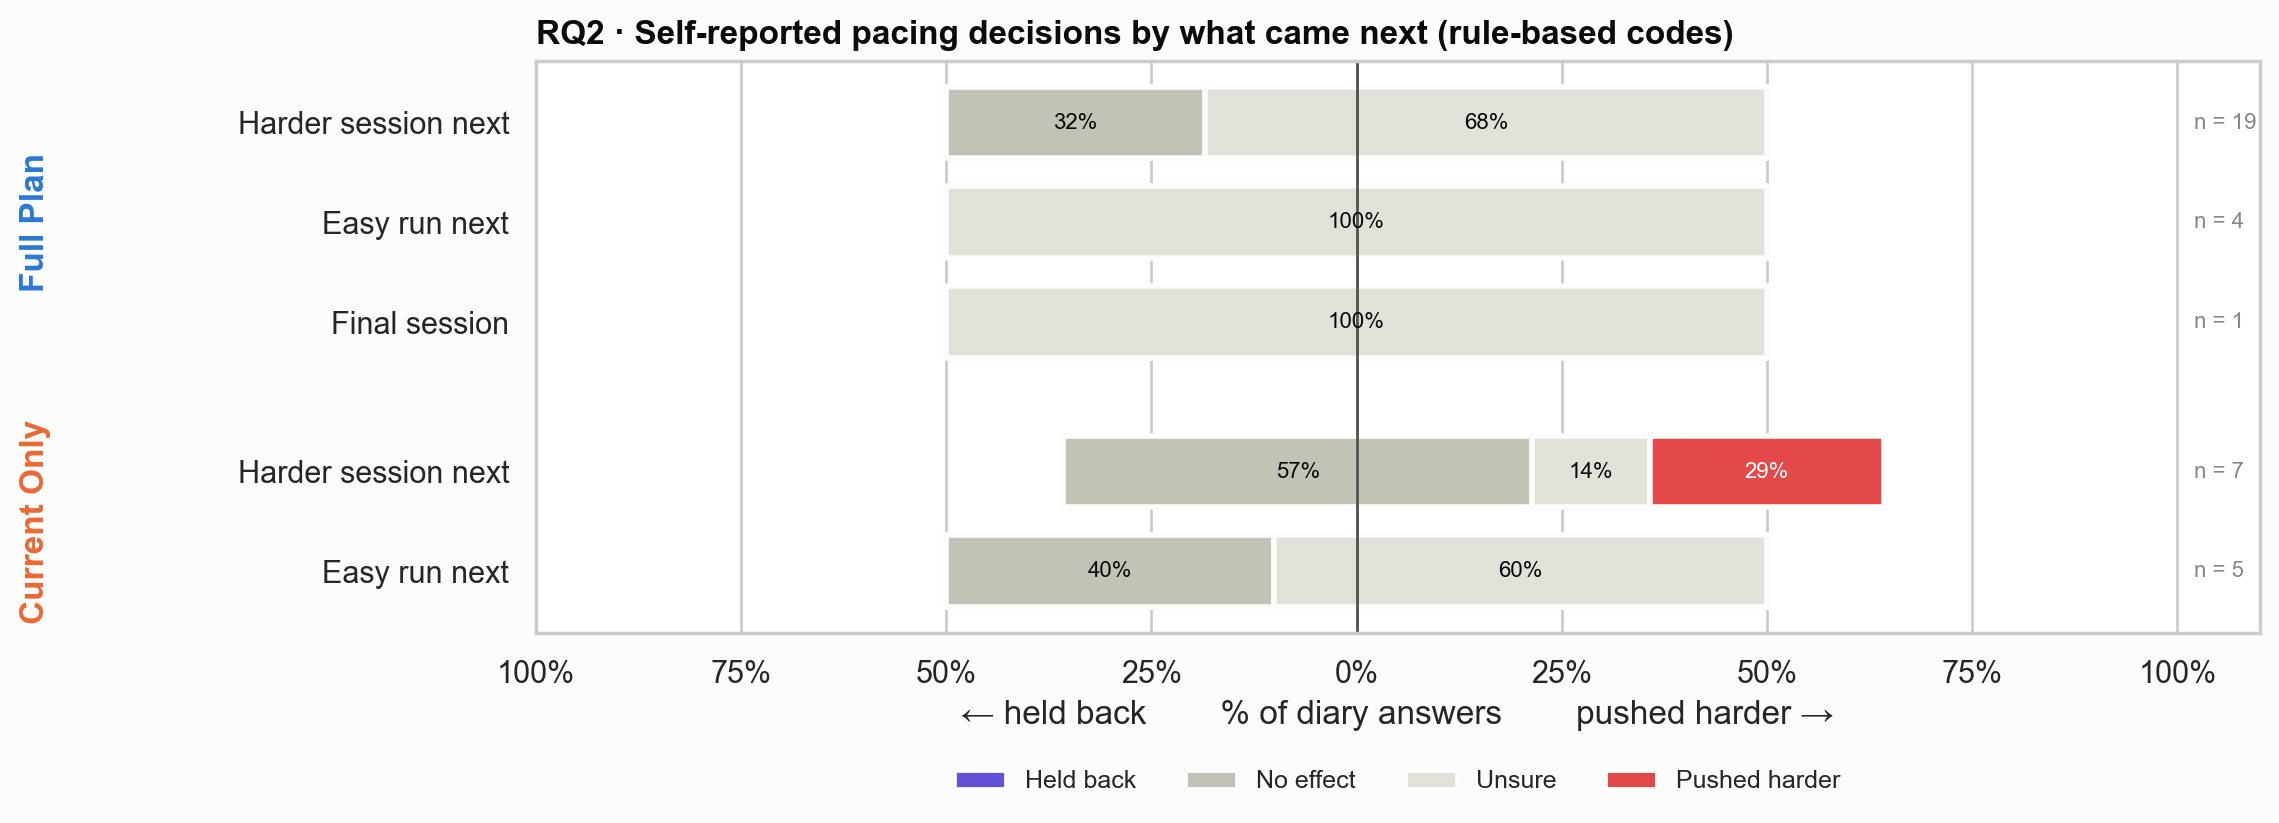 RQ2 · Self-reported pacing decisions by what came next (rule-based codes)
Full Plan
Harder session next
32%
68%
n = 19
Easy run next
100%
n = 4
Final session
100%
n = 1
Current Only
Harder session next
57%
14%
29%
n = 7
Easy run next
40%
60%
n = 5
100% 75% 50% 25% 0% 25% 50% 75% 100%
← held back % of diary answers pushed harder →
Held back No effect Unsure Pushed harder